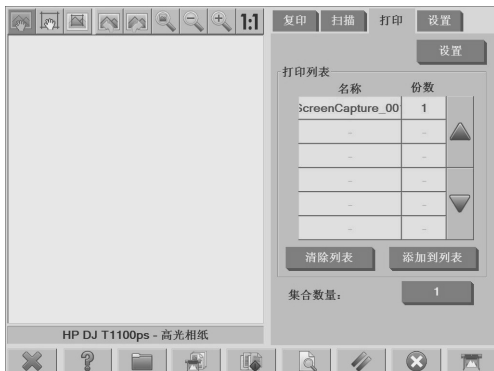 1:1
复印 扫描 打印 设置
设置
打印列表
名称 份数
ScreenCapture_00 1
清除列表 添加到列表
集合数量： 1
HP DJ T1100ps - 高光相纸